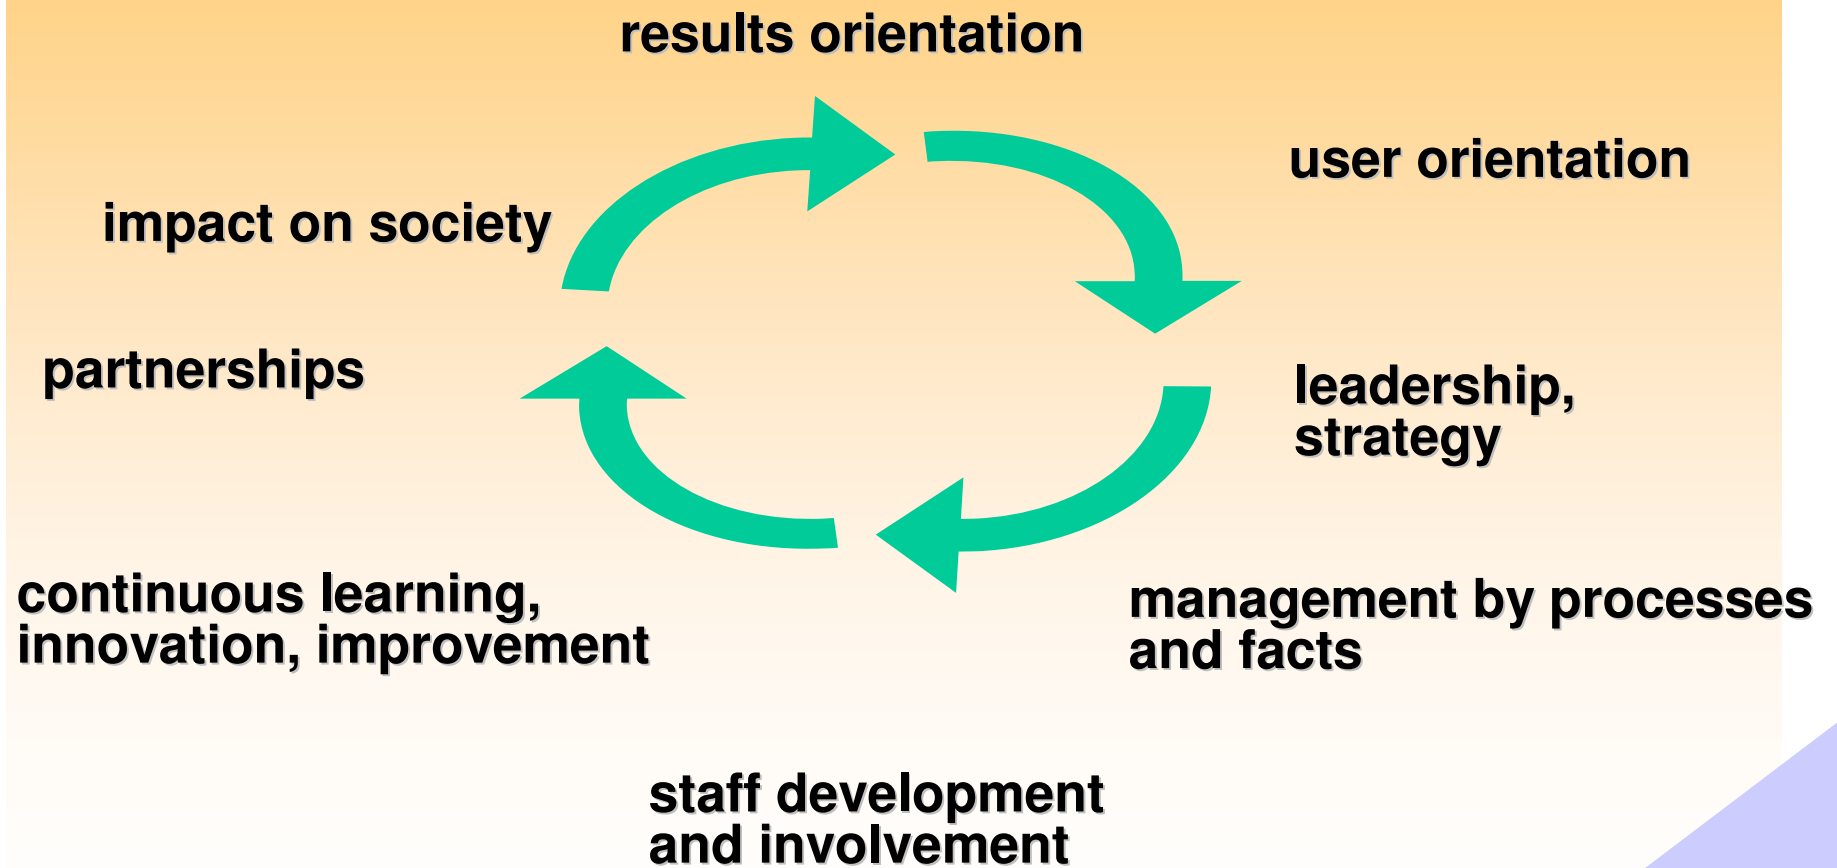 results orientation
user orientation
impact on society
partnerships
leadership,
strategy
continuous learning,
innovation, improvement
management by processes
and facts
staff development
and involvement